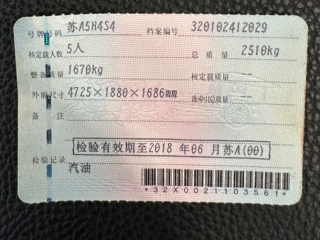 号牌号码 苏A5H4S4 档案编号 320102412029
核定载人数 5人 总质量 2510kg
整备质量 1670kg 核定载质量
外廓尺寸 4725×1880×1686mm 准牵引总质量
备注
检验有效期至2018年06月苏A(00)
检验记录
汽油
*32X0021103561*